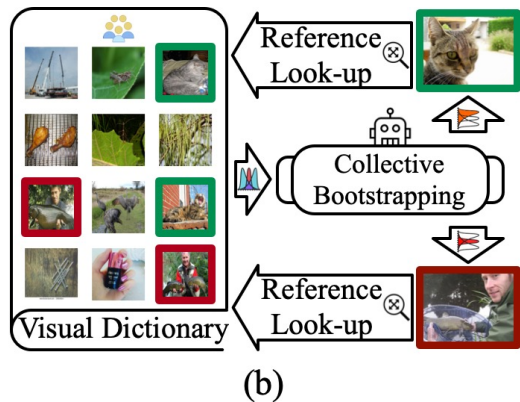 Reference
Look-up
Collective
Bootstrapping
Reference
Look-up
Visual Dictionary
(b)